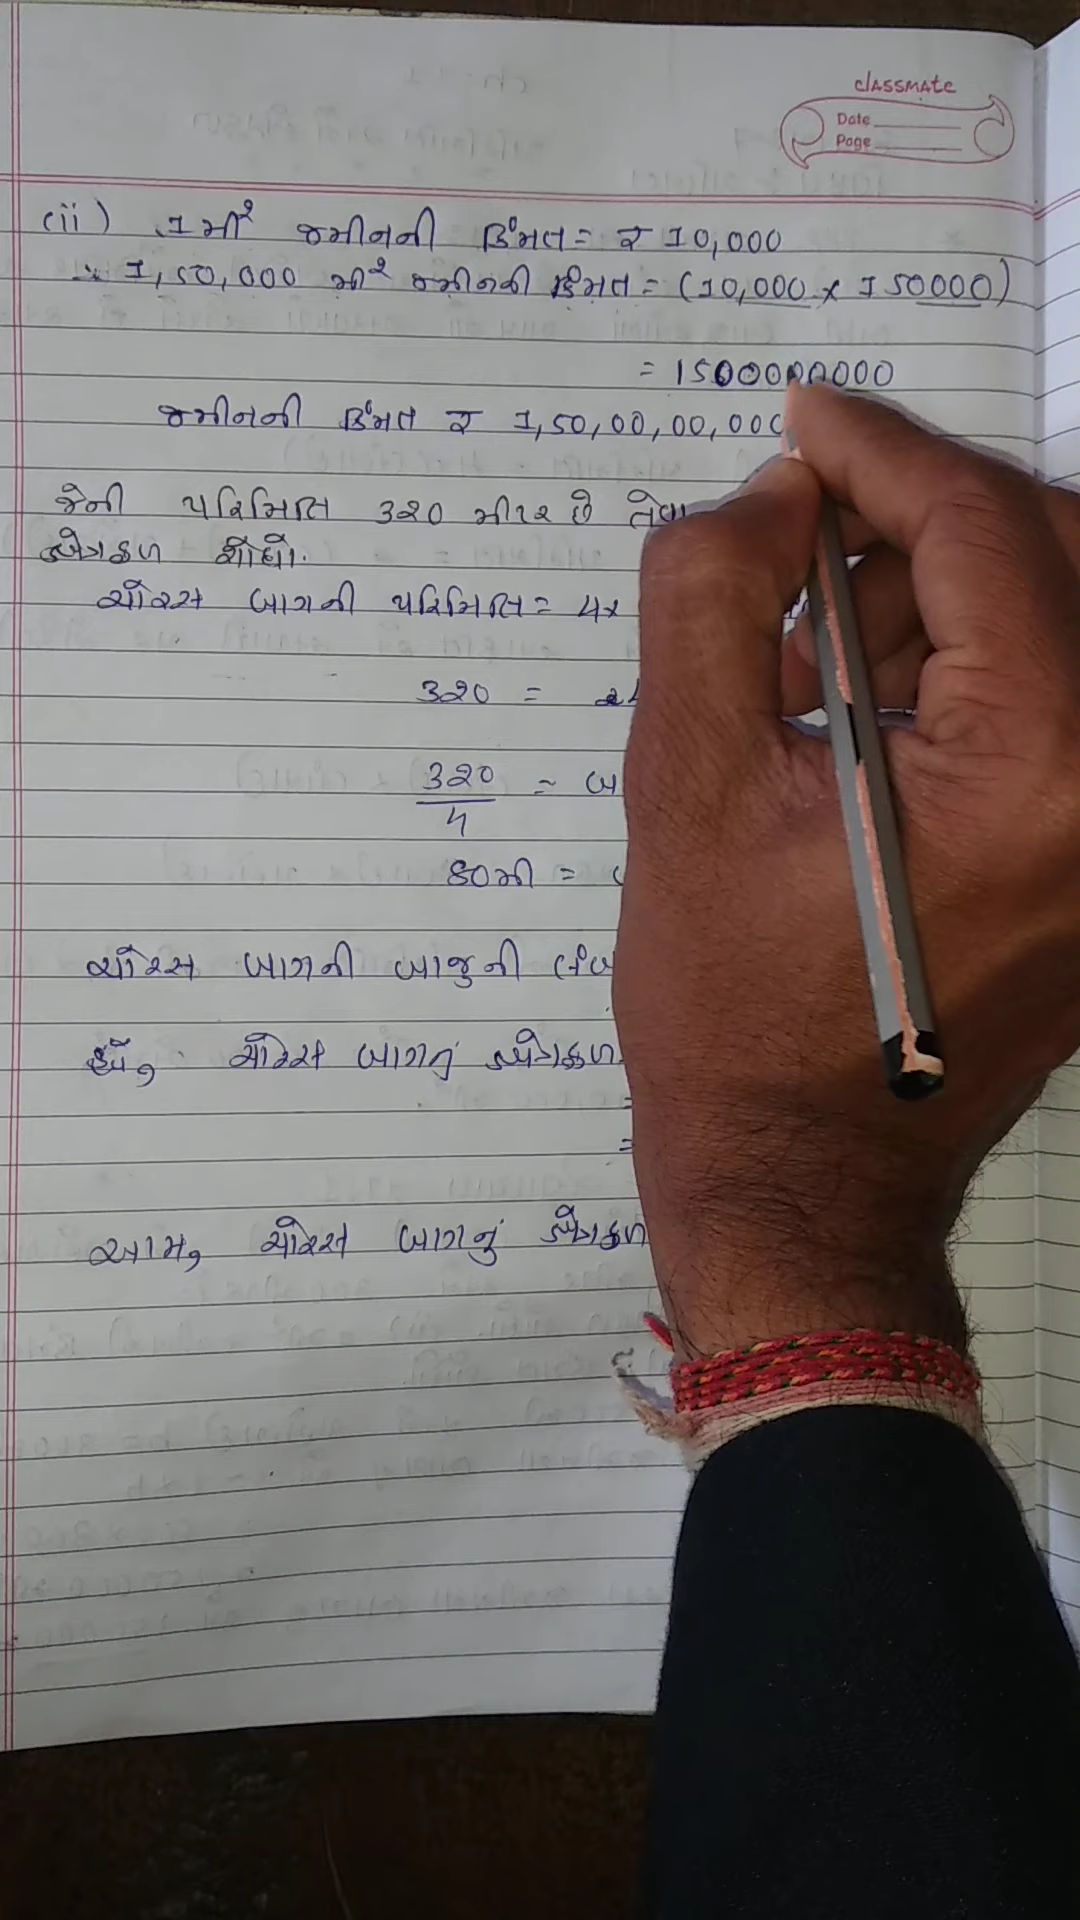 classmate
Date
Page
(ii) 1 મી² જમીનની કિંમત = ₹ 10,000
∴ 1,50,000 મી² જમીનની કિંમત = (10,000 × 150000)
= 1500000000
જમીનની કિંમત ₹ 1,50,00,00,000
જેની પરિમિતિ 320 મીટર છે તેવા
ક્ષેત્રફળ શોધો.
ચોરસ બાગની પરિમિતિ = 4×
320 =
320/4 = બા
80મી =
ચોરસ બાગની બાજુની લંબા
હવે, ચોરસ બાગનું ક્ષેત્રફળ
=
=
આમ, ચોરસ બાગનું ક્ષેત્રફળ